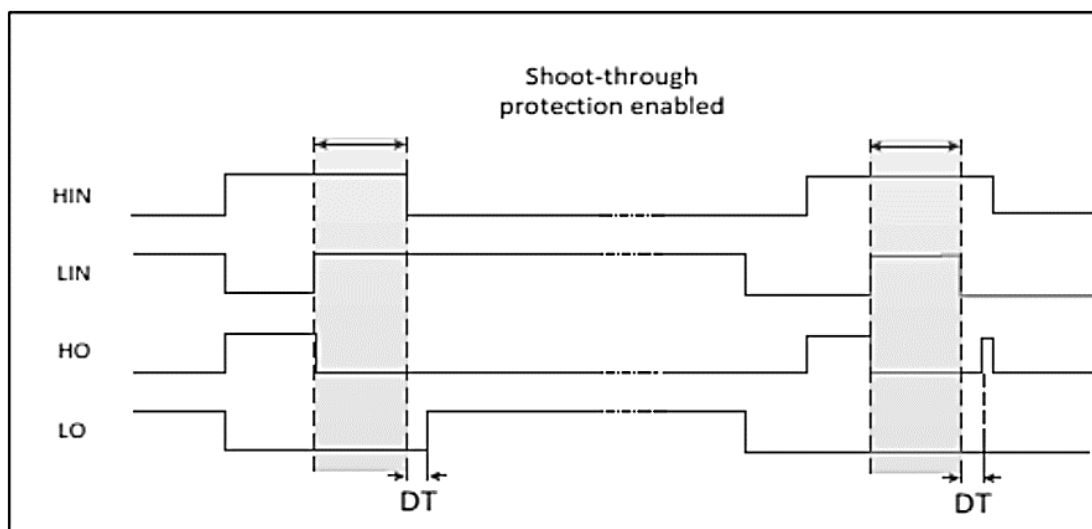 Shoot-through
protection enabled
HIN
LIN
HO
LO
DT
DT